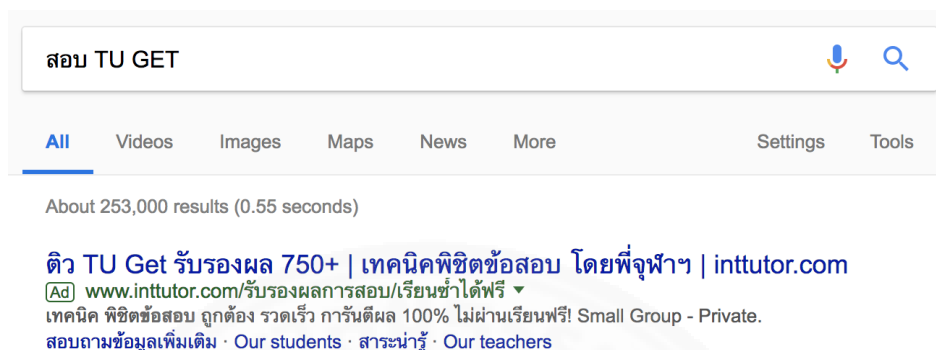 สอบ TU GET
All Videos Images Maps News More Settings Tools
About 253,000 results (0.55 seconds)
ติว TU Get รับรองผล 750+ | เทคนิคพิชิตข้อสอบ โดยพี่จุฬาฯ | inttutor.com
Ad www.inttutor.com/รับรองผลการสอบ/เรียนซ้ำได้ฟรี
เทคนิค พิชิตข้อสอบ ถูกต้อง รวดเร็ว การันตีผล 100% ไม่ผ่านเรียนฟรี! Small Group - Private.
สอบถามข้อมูลเพิ่มเติม · Our students · สาระน่ารู้ · Our teachers